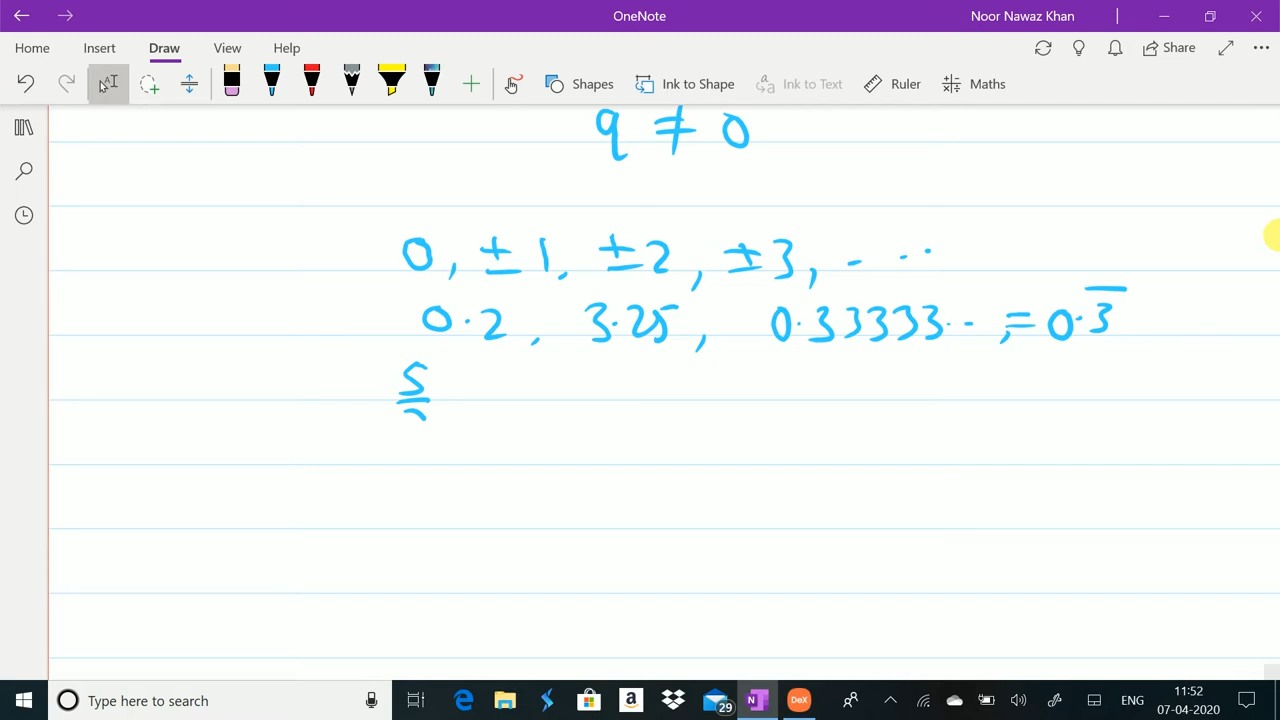 OneNote
Noor Nawaz Khan
Home Insert Draw View Help Share
Shapes Ink to Shape Ink to Text Ruler Maths
q ≠ 0
0, ±1, ±2, ±3, - ··
0.2, 3.25, 0.33333.. , = 0.3̅
5
Type here to search
29
ENG
11:52
07-04-2020